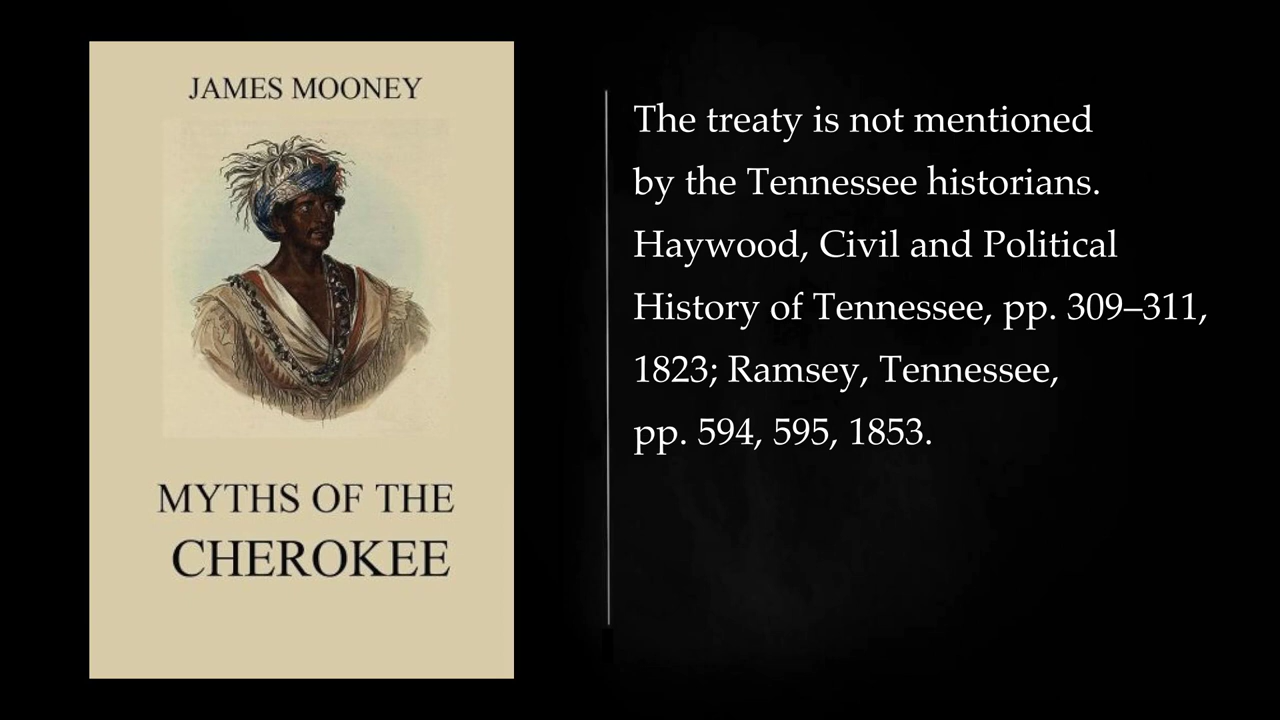 JAMES MOONEY
MYTHS OF THE
CHEROKEE
The treaty is not mentioned
by the Tennessee historians.
Haywood, Civil and Political
History of Tennessee, pp. 309–311,
1823; Ramsey, Tennessee,
pp. 594, 595, 1853.